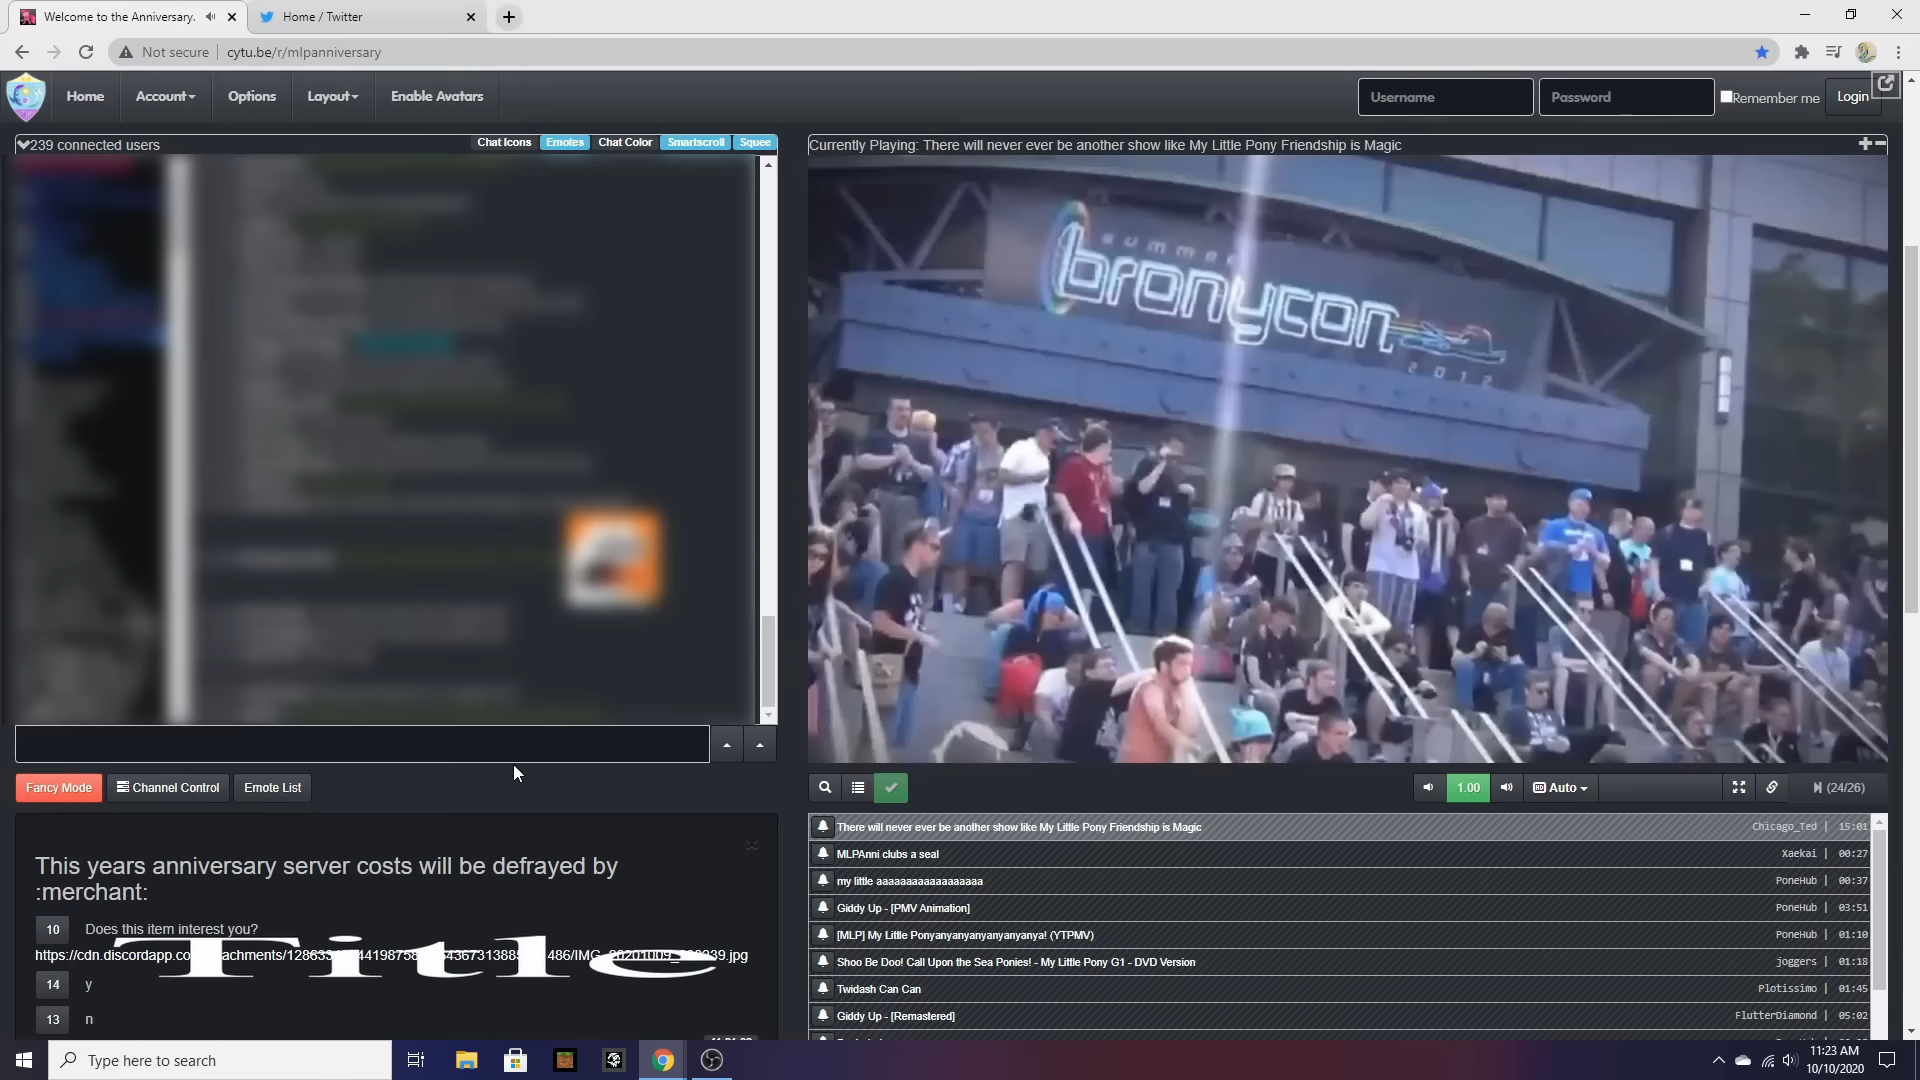 Welcome to the Anniversary.
Home / Twitter
Not secure
cytu.be/r/mlpanniversary
Home
Account
Options
Layout
Enable Avatars
Username
Password
Remember me
Login
239 connected users
Chat Icons
Emotes
Chat Color
Smartscroll
Squee
Currently Playing: There will never ever be another show like My Little Pony Friendship is Magic
SUMMER
bronycon
2012
Fancy Mode
Channel Control
Emote List
1.00
HD Auto
(24/26)
This years anniversary server costs will be defrayed by
:merchant:
10 Does this item interest you?
Title
14 y
13 n
There will never ever be another show like My Little Pony Friendship is Magic Chicago_Ted | 15:01
MLPAnni clubs a seal Xaekai | 00:27
my little aaaaaaaaaaaaaaaaaa PoneHub | 00:37
Giddy Up - [PMV Animation] PoneHub | 03:51
[MLP] My Little Ponyanyanyanyanyanyanya! (YTPMV) PoneHub | 01:10
Shoo Be Doo! Call Upon the Sea Ponies! - My Little Pony G1 - DVD Version joggers | 01:18
Twidash Can Can Plotissimo | 01:45
Giddy Up - [Remastered] FlutterDiamond | 05:02
Type here to search
11:23 AM
10/10/2020